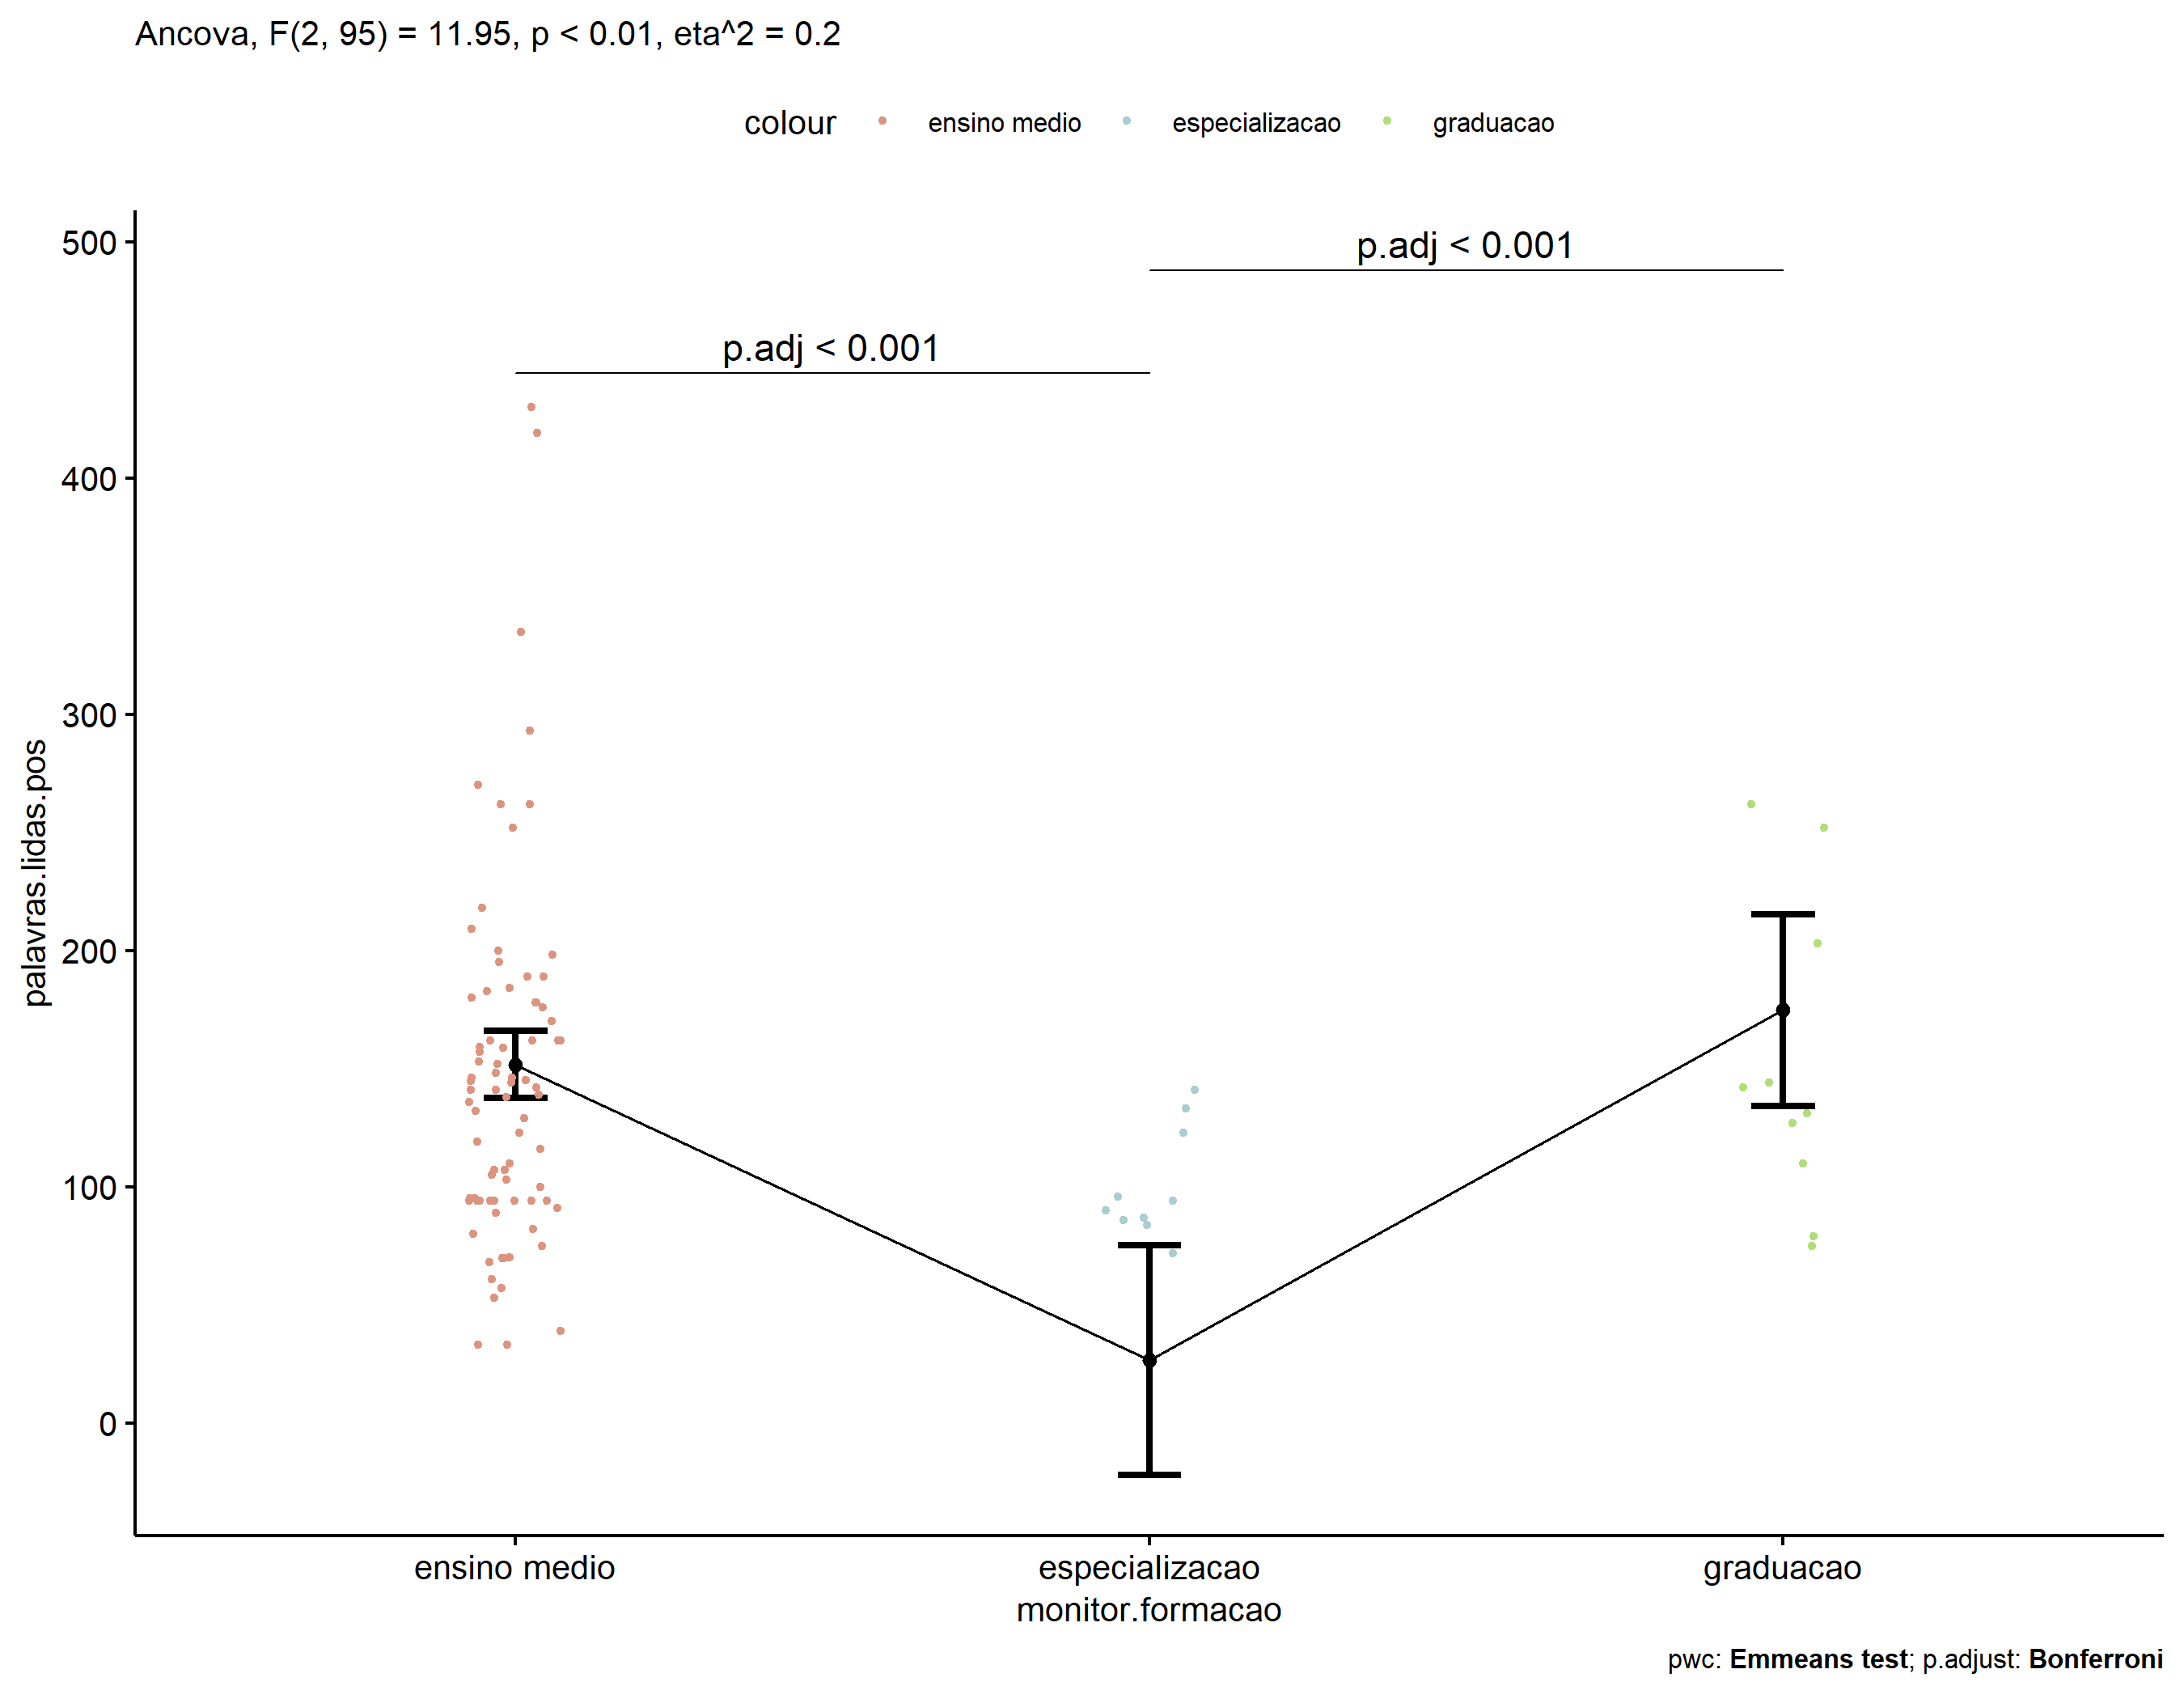 Ancova, F(2, 95) = 11.95, p < 0.01, eta^2 = 0.2
colour ensino medio especializacao graduacao
p.adj < 0.001
p.adj < 0.001
500
400
300
200
100
0
palavras.lidas.pos
ensino medio especializacao graduacao
monitor.formacao
pwc: Emmeans test; p.adjust: Bonferroni